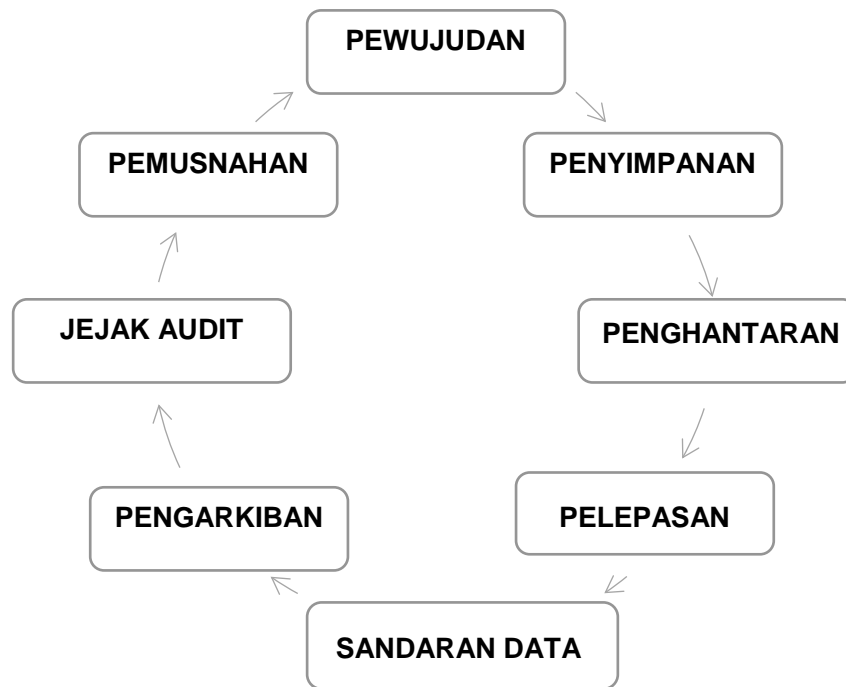 PEWUJUDAN
PENYIMPANAN
PENGHANTARAN
PELEPASAN
SANDARAN DATA
PENGARKIBAN
JEJAK AUDIT
PEMUSNAHAN